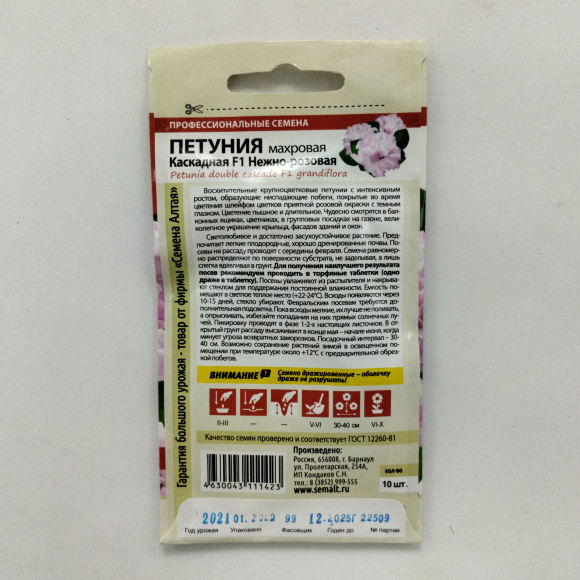 ПРОФЕССИОНАЛЬНЫЕ СЕМЕНА
ПЕТУНИЯ махровая
Каскадная F1 Нежно-розовая
Petunia double cascade F1 grandiflora
Гарантия большого урожая - товар от фирмы «Семена Алтая»
Восхитительные крупноцветковые петунии с интенсивным
ростом, образующие ниспадающие побеги, покрытые во время
цветения шлейфом цветков приятной розовой окраски с темным
глазком. Цветение пышное и длительное. Чудесно смотрятся в бал-
конных ящиках, цветниках, в групповых посадках на газоне, вели-
колепное украшение крыльца, фасадов зданий и окон.
Светолюбивое и достаточно засухоустойчивое растение. Пред-
почитает легкие плодородные, хорошо дренированные почвы. По-
севы на рассаду проводят с середины февраля. Семена равномер-
но распределяют по поверхности субстрата, не заделывая, а лишь
слегка вдавливая в грунт. Для получения наилучшего результата
посев рекомендуем проводить в торфяные таблетки (одно
драже в таблетку). Посевы увлажняют из распылителя и накрыва-
ют стеклом для поддержания постоянной влажности. Емкость по-
мещают в светлое теплое место (+22-24°С). Всходы появляются через
10-15 дней, стекло убирают. Февральским посевам требуется до-
полнительная подсветка. Пока всходы мелкие, их лучше не поливать,
а опрыскивать, избегайте попадания на них прямых солнечных лу-
чей. Пикировку проводят в фазе 1-2-х настоящих листочков. В от-
крытый грунт рассаду высаживают в конце мая – начале июня, когда
минует угроза возвратных заморозков. Посадочный интервал – 30-
40 см. Возможно сохранение растений зимой в освещенном по-
мещении при температуре около +12°С с предварительной обрез-
кой побегов.
ВНИМАНИЕ! Семена дражированные – оболочку
драже не разрушать!
II-III — — V-VI 30-40 см VI-X
Качество семян проверено и соответствует ГОСТ 12260-81
Произведено:
Россия, 656008, г. Барнаул
ул. Пролетарская, 254А,
ИП Кондаков С.Н.
тел.: 8 (3852) 999-555
www.semalt.ru
кол-во
10 шт.
4630043 111423
2021 01.2022 99 12.2025Г 22509
Год урожая Упаковано Фасовщик Годен до № партии